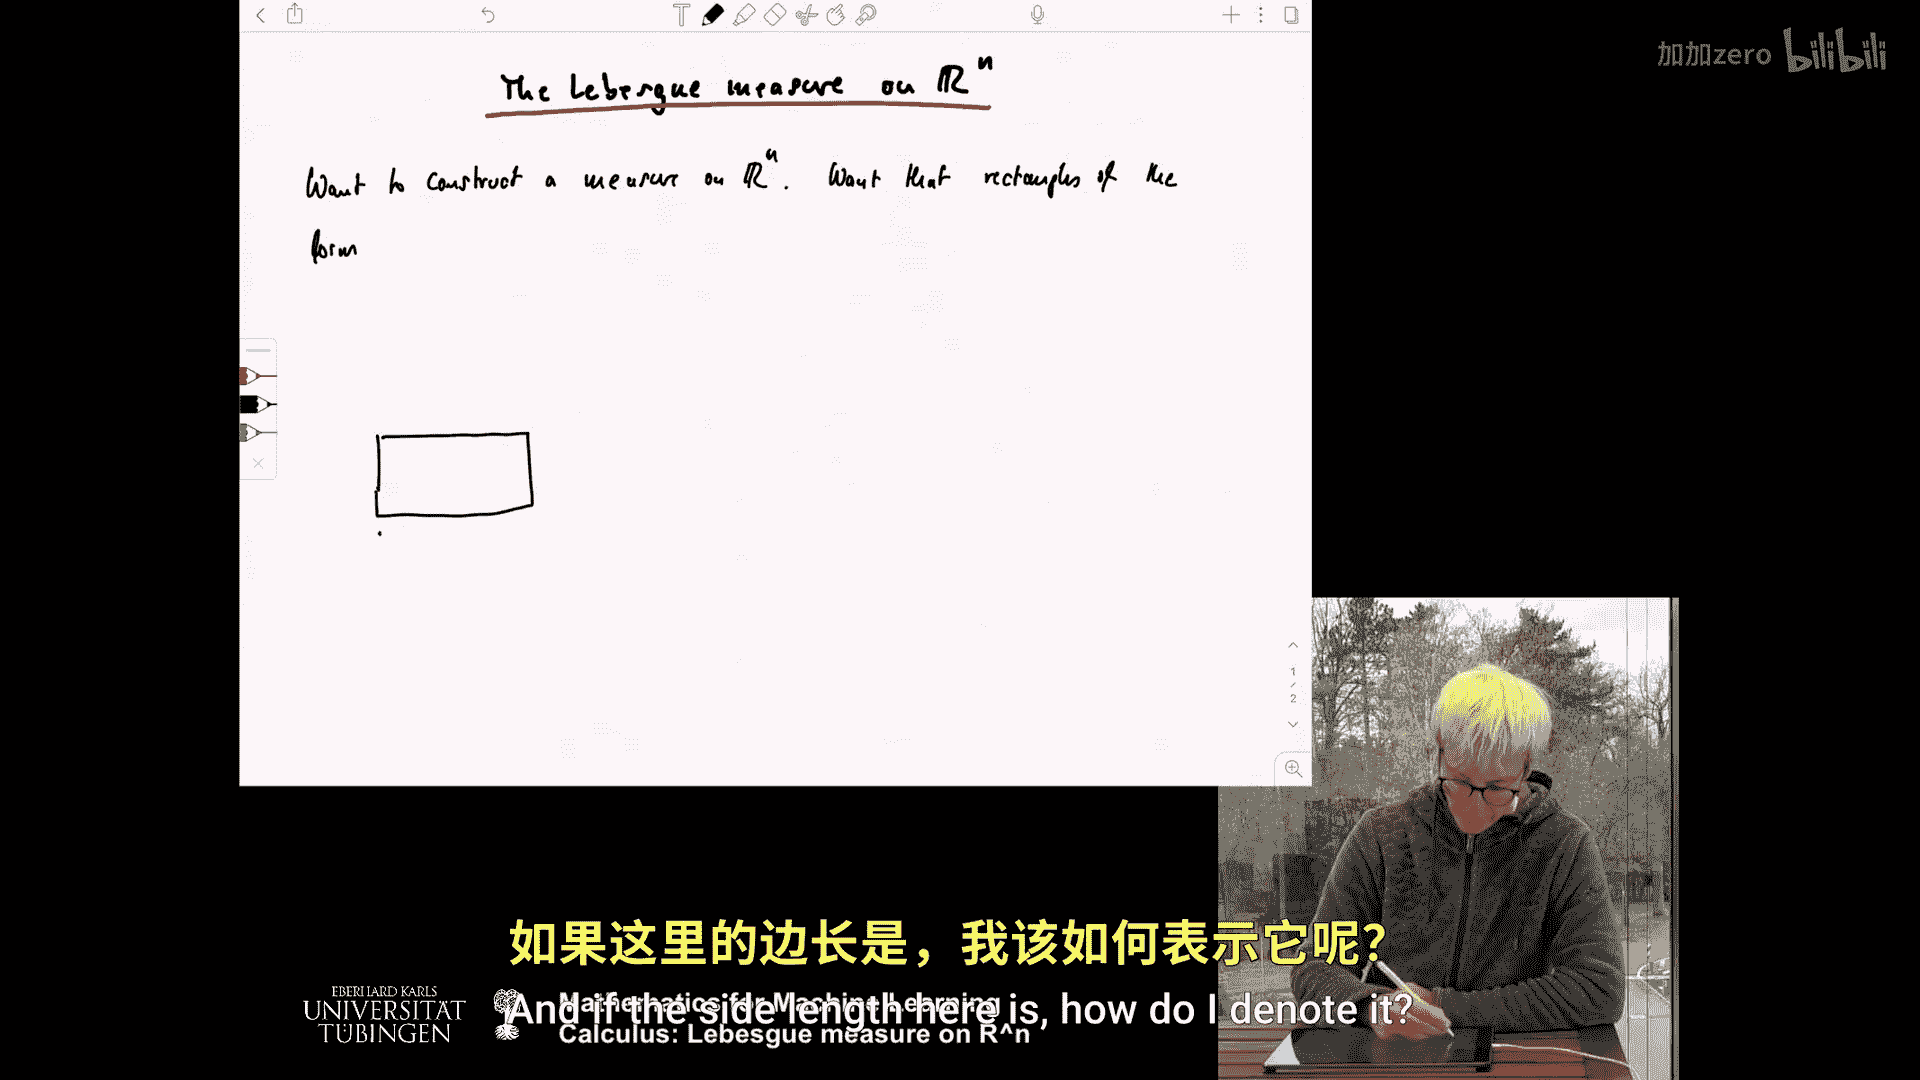 加加zero bilibili
The Lebesgue measure on ℝⁿ
Want to construct a measure on ℝⁿ. Want that rectangles of the
form
1
2
如果这里的边长是，我该如何表示它呢？
And if the side length here is, how do I denote it?
EBERHARD KARLS
UNIVERSITÄT
TÜBINGEN
Mathematics for Machine Learning
Calculus: Lebesgue measure on R^n